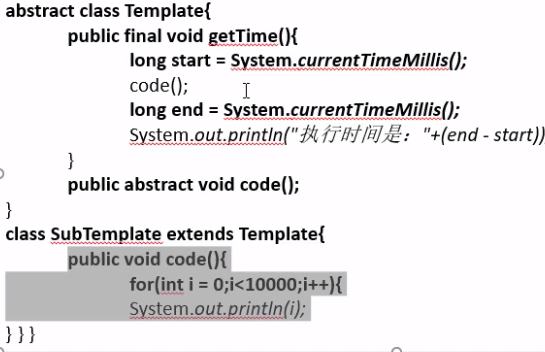 abstract class Template{
public final void getTime(){
long start = System.currentTimeMillis();
code();
long end = System.currentTimeMillis();
System.out.println("执行时间是："+(end - start))
}
public abstract void code();
}
class SubTemplate extends Template{
public void code(){
for(int i = 0;i<10000;i++){
System.out.println(i);
} } }